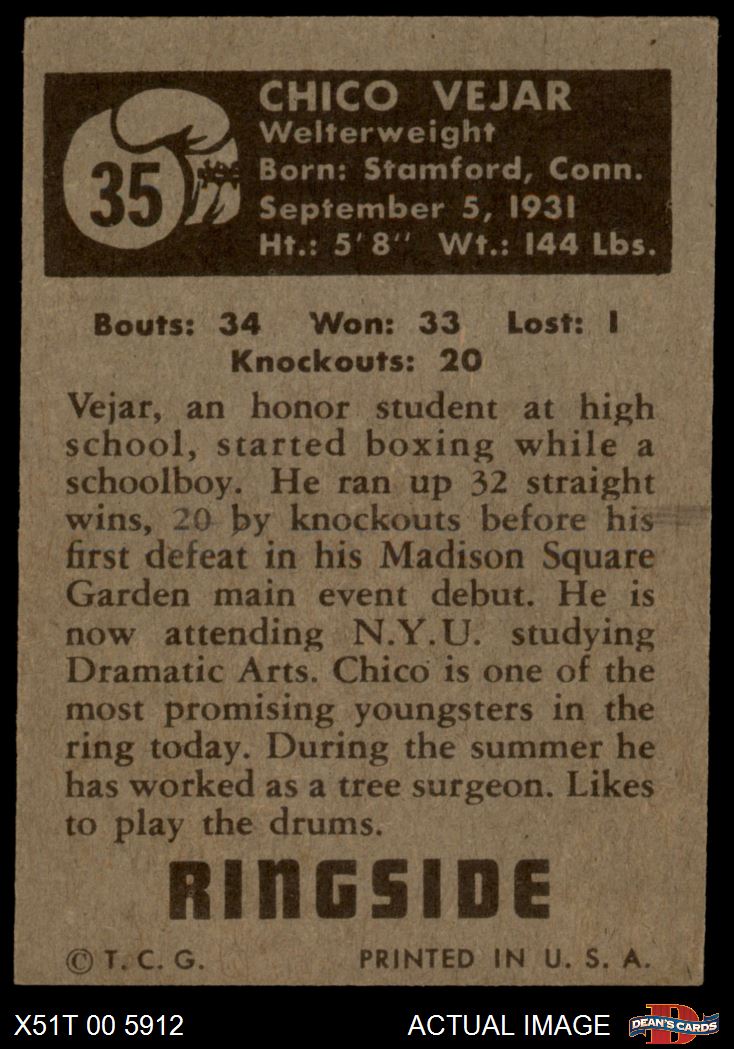 35
CHICO VEJAR
Welterweight
Born: Stamford, Conn.
September 5, 1931
Ht.: 5'8" Wt.: 144 Lbs.
Bouts: 34 Won: 33 Lost: 1
Knockouts: 20
Vejar, an honor student at high
school, started boxing while a
schoolboy. He ran up 32 straight
wins, 20 by knockouts before his
first defeat in his Madison Square
Garden main event debut. He is
now attending N.Y.U. studying
Dramatic Arts. Chico is one of the
most promising youngsters in the
ring today. During the summer he
has worked as a tree surgeon. Likes
to play the drums.
RINGSIDE
© T. C. G. PRINTED IN U. S. A.
X51T 00 5912 ACTUAL IMAGE D DEAN'S CARDS